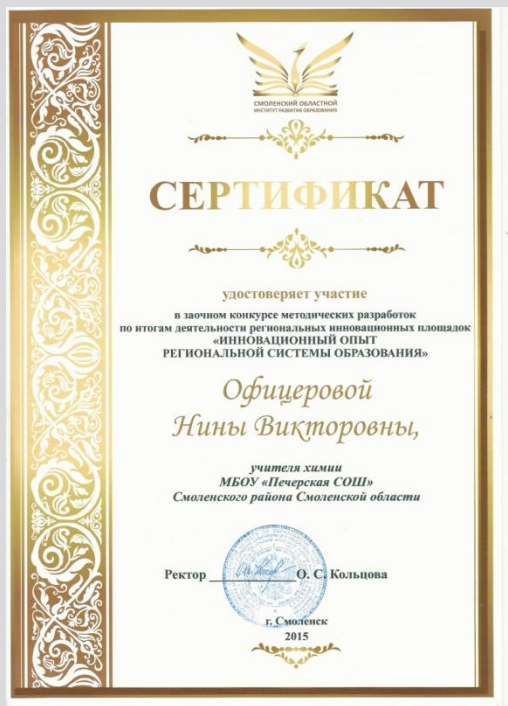 СМОЛЕНСКИЙ ОБЛАСТНОЙ
ИНСТИТУТ РАЗВИТИЯ ОБРАЗОВАНИЯ
СЕРТИФИКАТ
удостоверяет участие
в заочном конкурсе методических разработок
по итогам деятельности региональных инновационных площадок
«ИННОВАЦИОННЫЙ ОПЫТ
РЕГИОНАЛЬНОЙ СИСТЕМЫ ОБРАЗОВАНИЯ»
Офицеровой
Нины Викторовны,
учителя химии
МБОУ «Печерская СОШ»
Смоленского района Смоленской области
Ректор О. С. Кольцова
г. Смоленск
2015